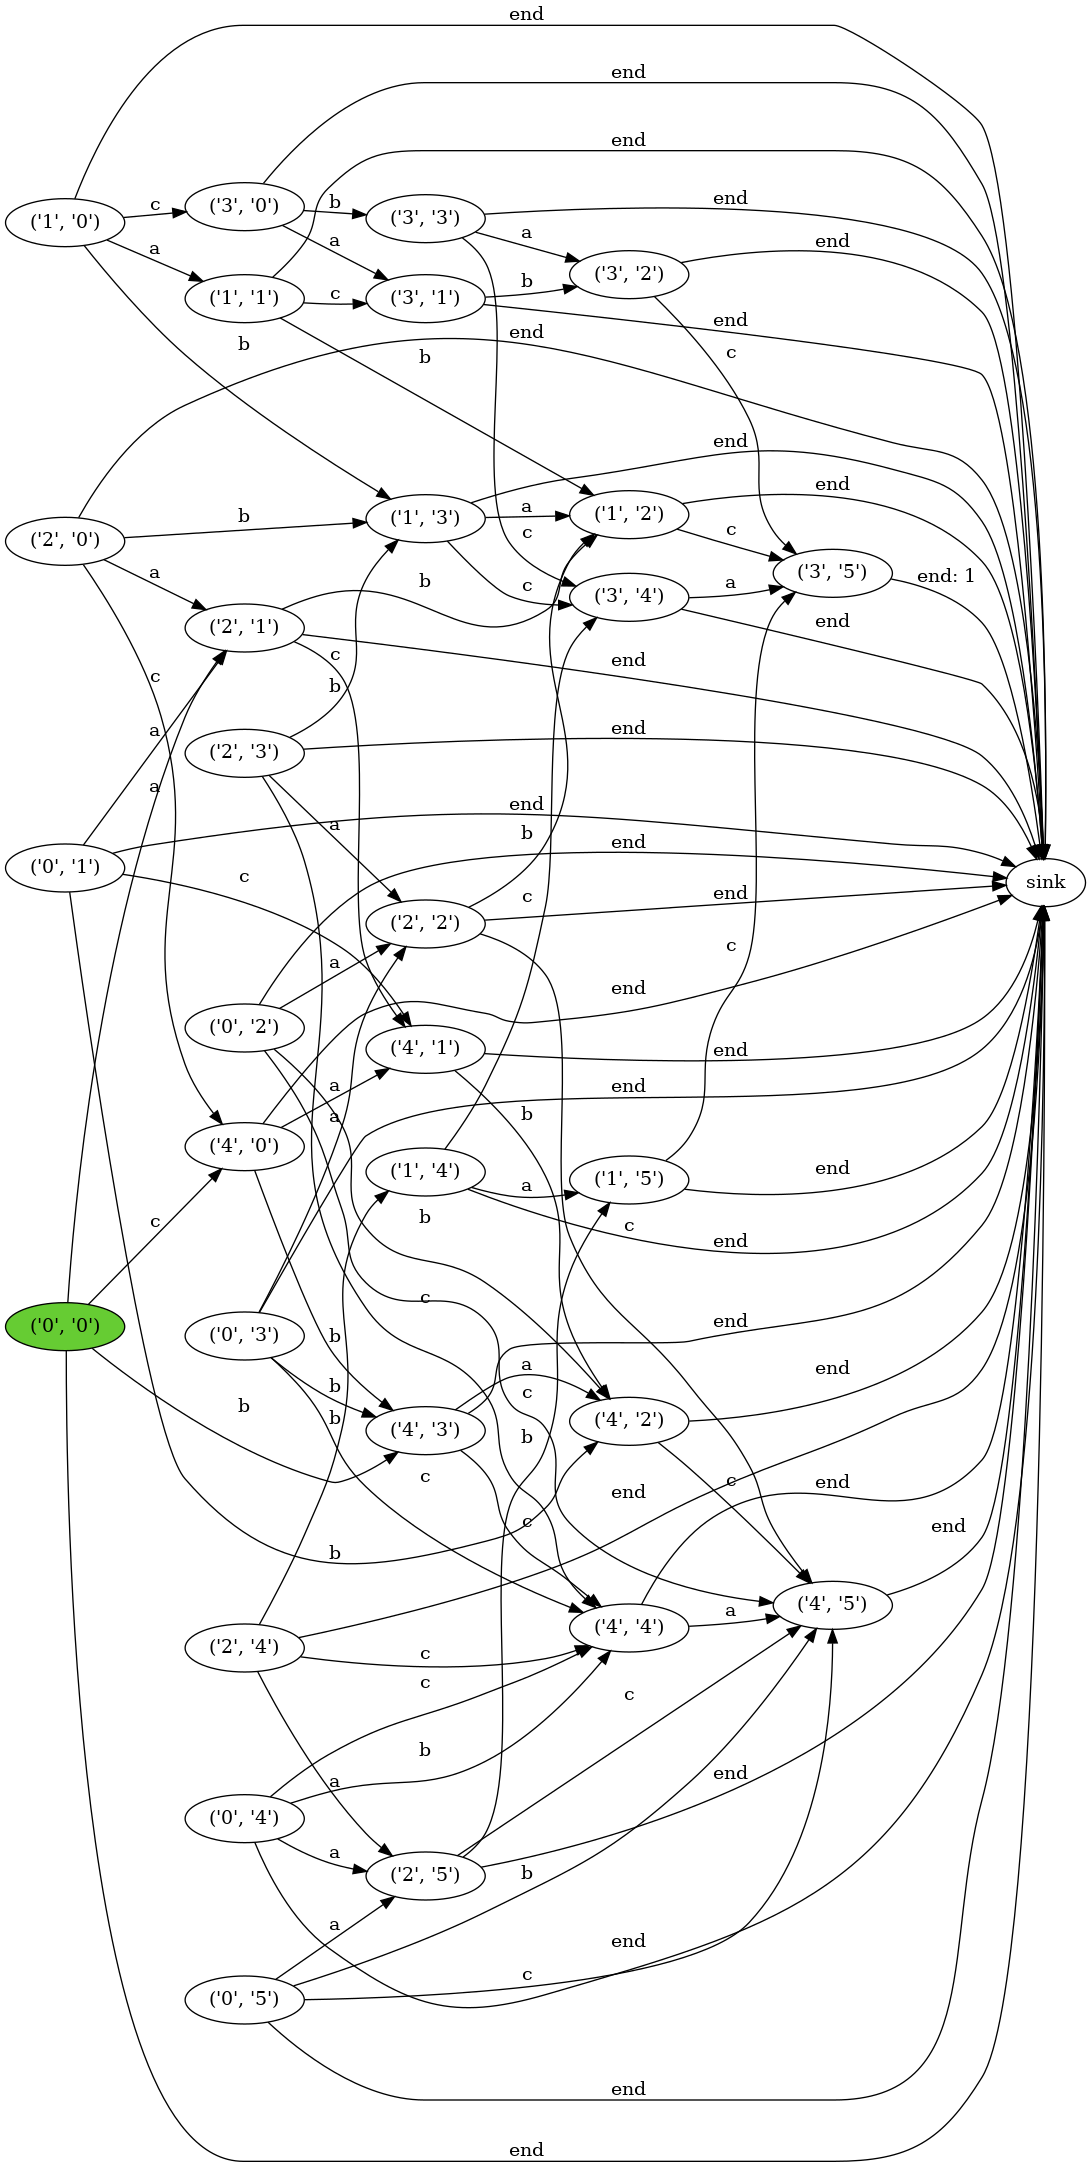 end
end
end
('1', '0')
c
('3', '0')
b
('3', '3')
end
a
a
a
('3', '2')
end
('1', '1')
c
('3', '1')
b
end
end
b
b
c
('2', '0')
b
('1', '3')
end
a
('1', '2')
end
c
c
('3', '5')
end: 1
a
b
c
('3', '4')
a
end
('2', '1')
c
end
c
b
a
('2', '3')
end
a
end
a
b
end
('0', '1')
c
sink
c
('2', '2')
end
c
a
end
('0', '2')
('4', '1')
end
a
end
a
b
('4', '0')
('1', '4')
a
('1', '5')
end
c
b
c
end
c
('0', '0')
('0', '3')
end
b
a
end
b
c
b
b
('4', '3')
('4', '2')
b
c
c
end
end
c
end
b
('4', '5')
a
('2', '4')
c
('4', '4')
c
c
b
end
a
('0', '4')
a
('2', '5')
b
a
end
c
('0', '5')
end
end